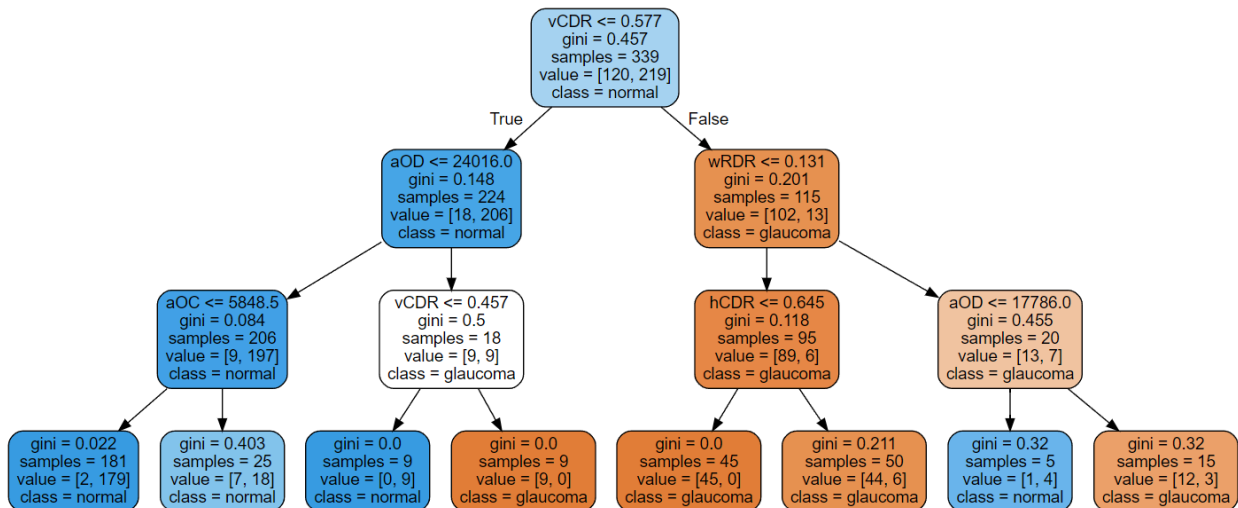 vCDR <= 0.577
gini = 0.457
samples = 339
value = [120, 219]
class = normal
True
False
aOD <= 24016.0
gini = 0.148
samples = 224
value = [18, 206]
class = normal
wRDR <= 0.131
gini = 0.201
samples = 115
value = [102, 13]
class = glaucoma
aOC <= 5848.5
gini = 0.084
samples = 206
value = [9, 197]
class = normal
vCDR <= 0.457
gini = 0.5
samples = 18
value = [9, 9]
class = glaucoma
hCDR <= 0.645
gini = 0.118
samples = 95
value = [89, 6]
class = glaucoma
aOD <= 17786.0
gini = 0.455
samples = 20
value = [13, 7]
class = glaucoma
gini = 0.022
samples = 181
value = [2, 179]
class = normal
gini = 0.403
samples = 25
value = [7, 18]
class = normal
gini = 0.0
samples = 9
value = [0, 9]
class = normal
gini = 0.0
samples = 9
value = [9, 0]
class = glaucoma
gini = 0.0
samples = 45
value = [45, 0]
class = glaucoma
gini = 0.211
samples = 50
value = [44, 6]
class = glaucoma
gini = 0.32
samples = 5
value = [1, 4]
class = normal
gini = 0.32
samples = 15
value = [12, 3]
class = glaucoma